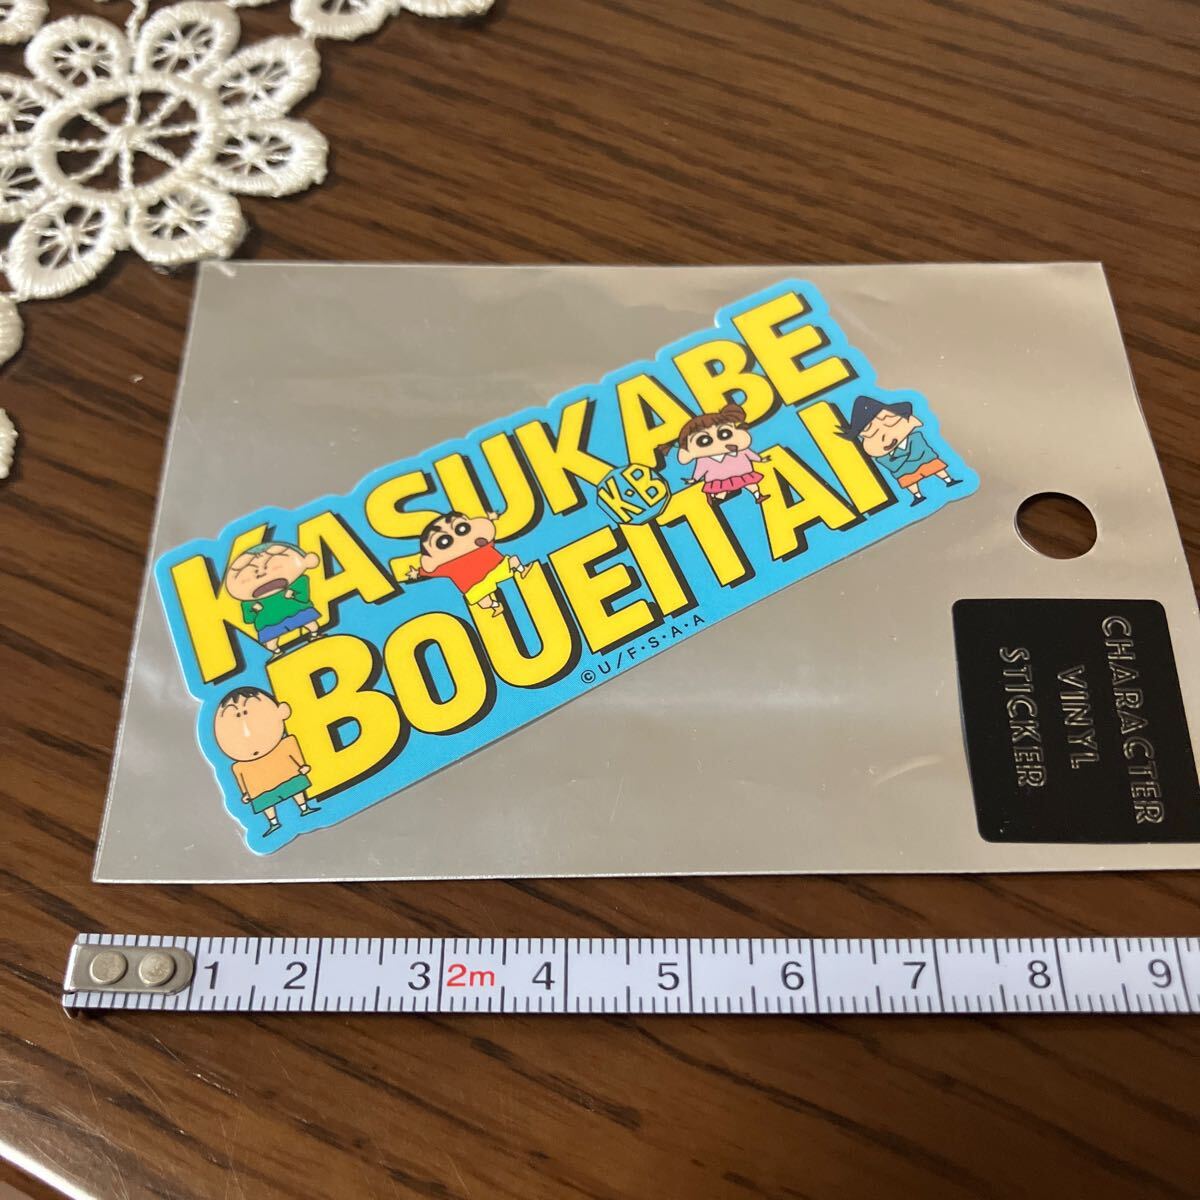 KASUKABE
K·B
BOUEITAI
©U/F·S·A·A
CHARACTER
VINYL
STICKER
1 2 3 2m 4 5 6 7 8 9